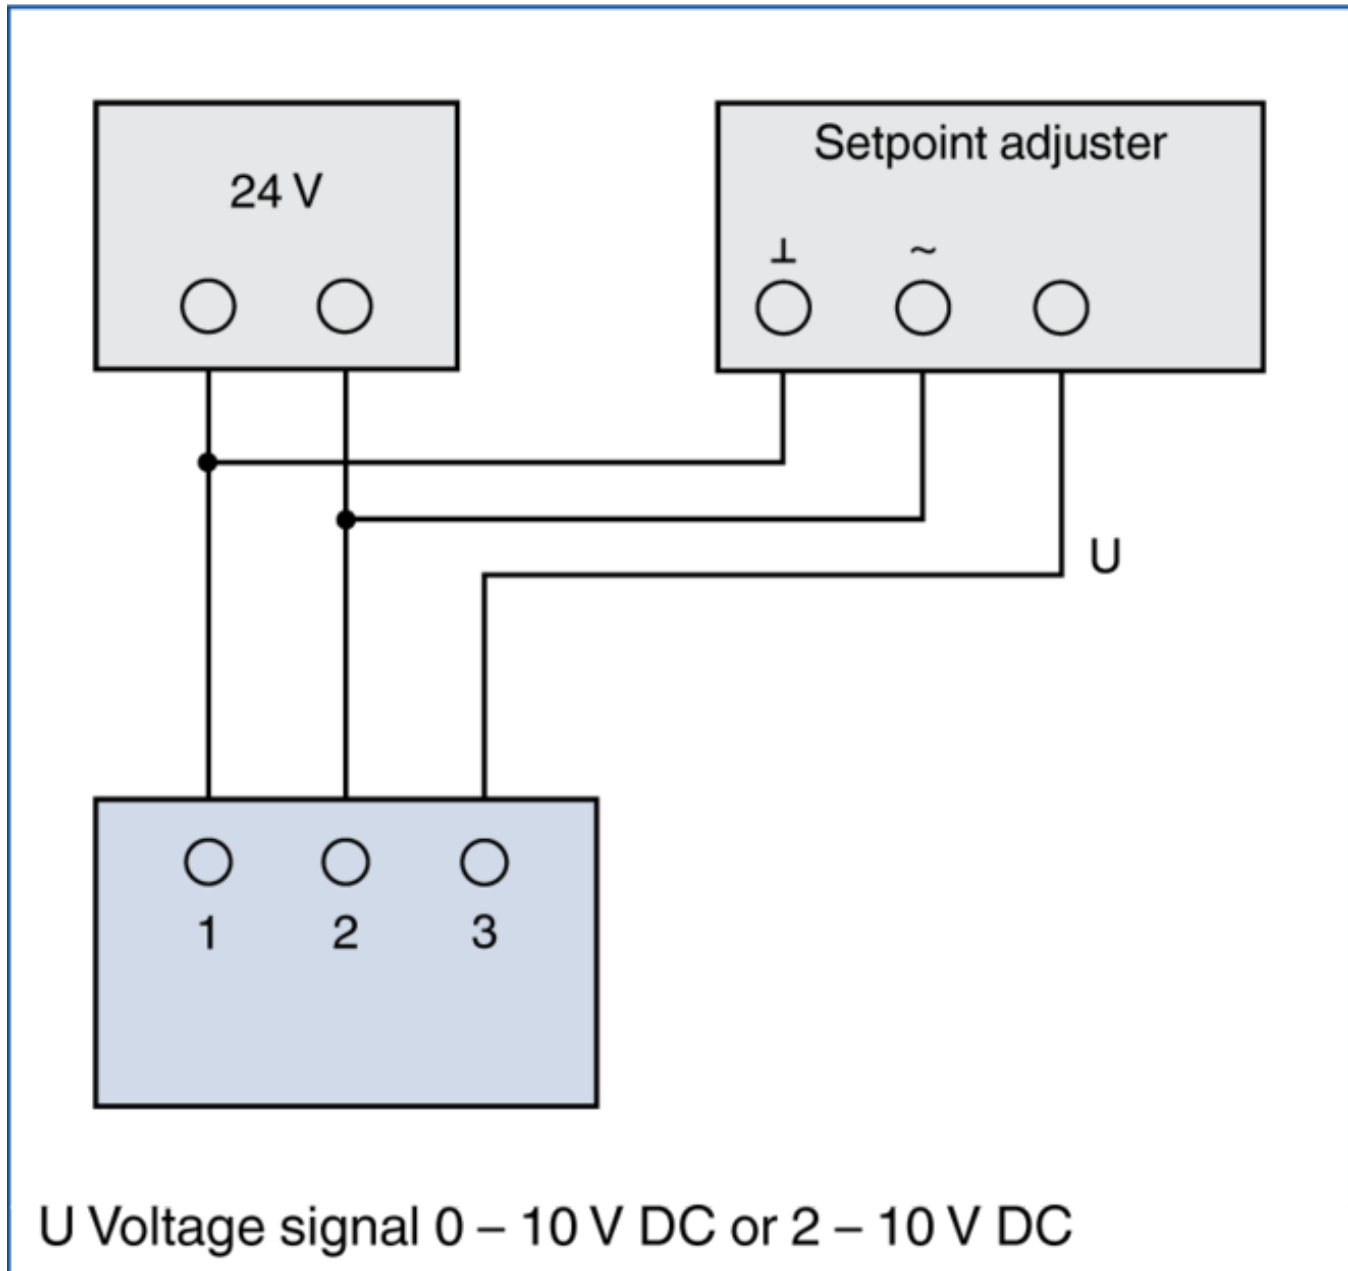 24 V
Setpoint adjuster
⊥ ~
U
1 2 3
U Voltage signal 0 – 10 V DC or 2 – 10 V DC